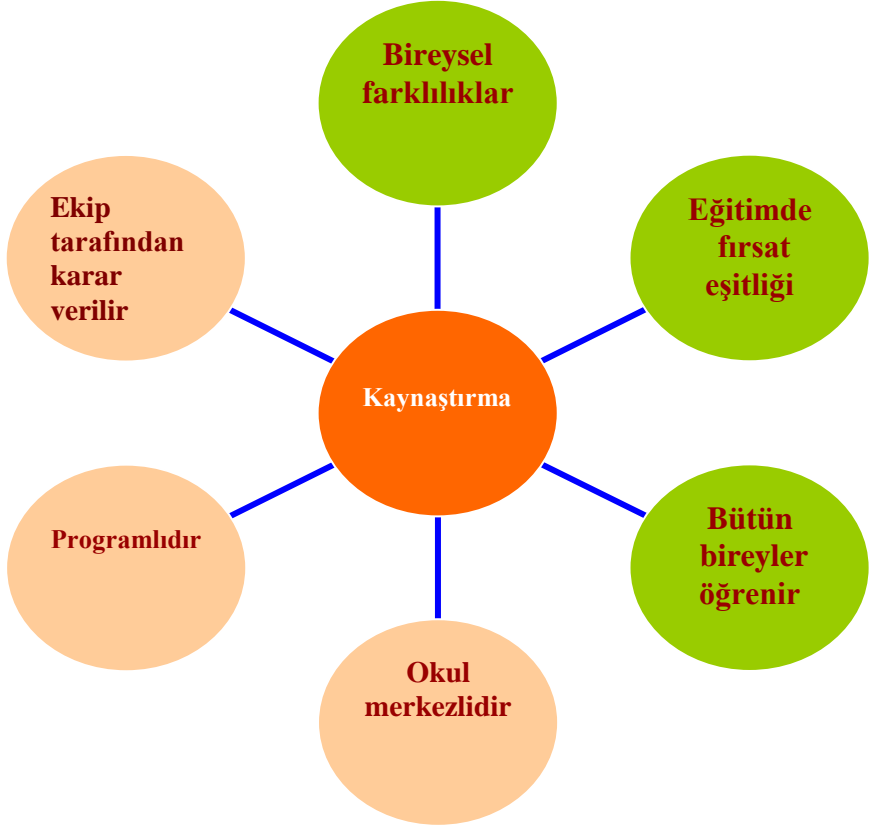 Bireysel
farklılıklar
Eğitimde
fırsat
eşitliği
Bütün
bireyler
öğrenir
Okul
merkezlidir
Programlıdır
Ekip
tarafından
karar
verilir
Kaynaştırma